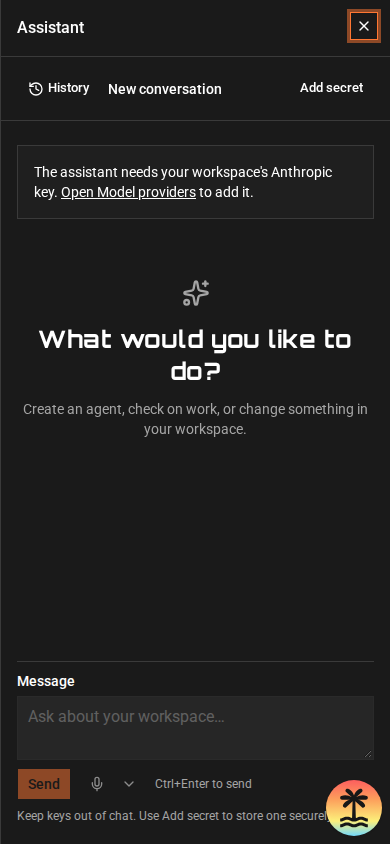 Assistant
History
New conversation
Add secret
The assistant needs your workspace's Anthropic
key. Open Model providers to add it.
What would you like to
do?
Create an agent, check on work, or change something in
your workspace.
Message
Ask about your workspace...
Send
Ctrl+Enter to send
Keep keys out of chat. Use Add secret to store one